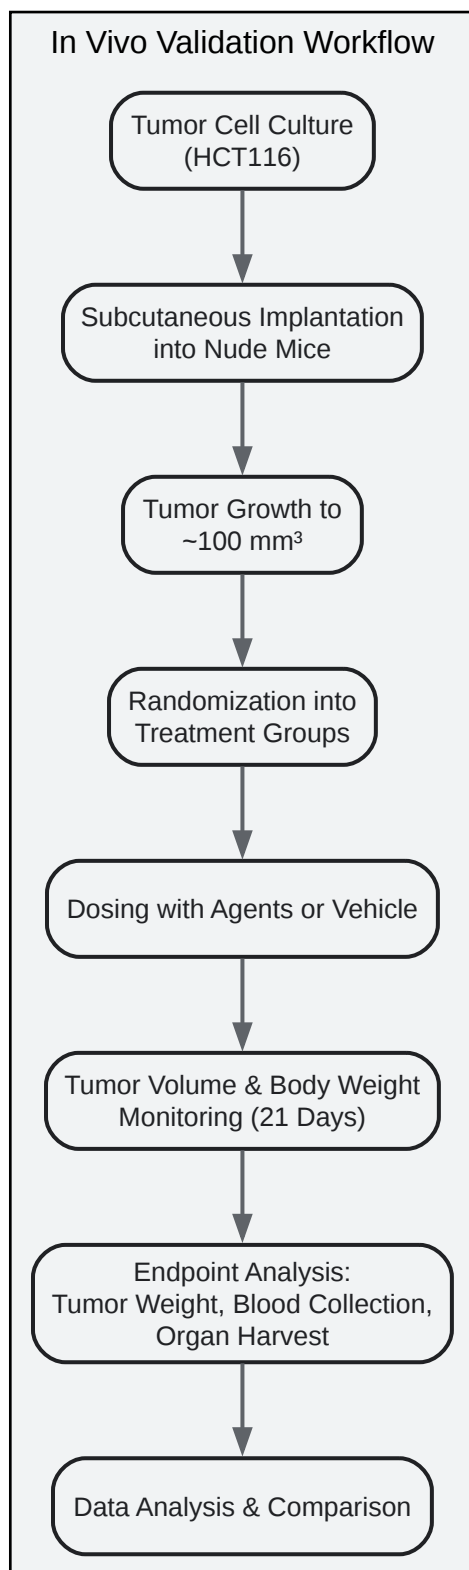 In Vivo Validation Workflow
Tumor Cell Culture
(HCT116)
Subcutaneous Implantation
into Nude Mice
Tumor Growth to
~100 mm³
Randomization into
Treatment Groups
Dosing with Agents or Vehicle
Tumor Volume & Body Weight
Monitoring (21 Days)
Endpoint Analysis:
Tumor Weight, Blood Collection,
Organ Harvest
Data Analysis & Comparison